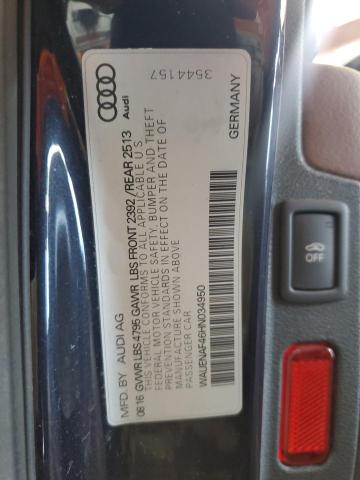 3544157
Audi
MFD. BY AUDI AG
0616 GVWR LBS 4795 GAWR LBS FRONT 2392/REAR 2513
THIS VEHICLE CONFORMS TO ALL APPLICABLE U.S.
FEDERAL MOTOR VEHICLE SAFETY, BUMPER AND THEFT
PREVENTION STANDARDS IN EFFECT ON THE DATE OF
MANUFACTURE SHOWN ABOVE
PASSENGER CAR
WAUENAF46HN034950
GERMANY
OFF